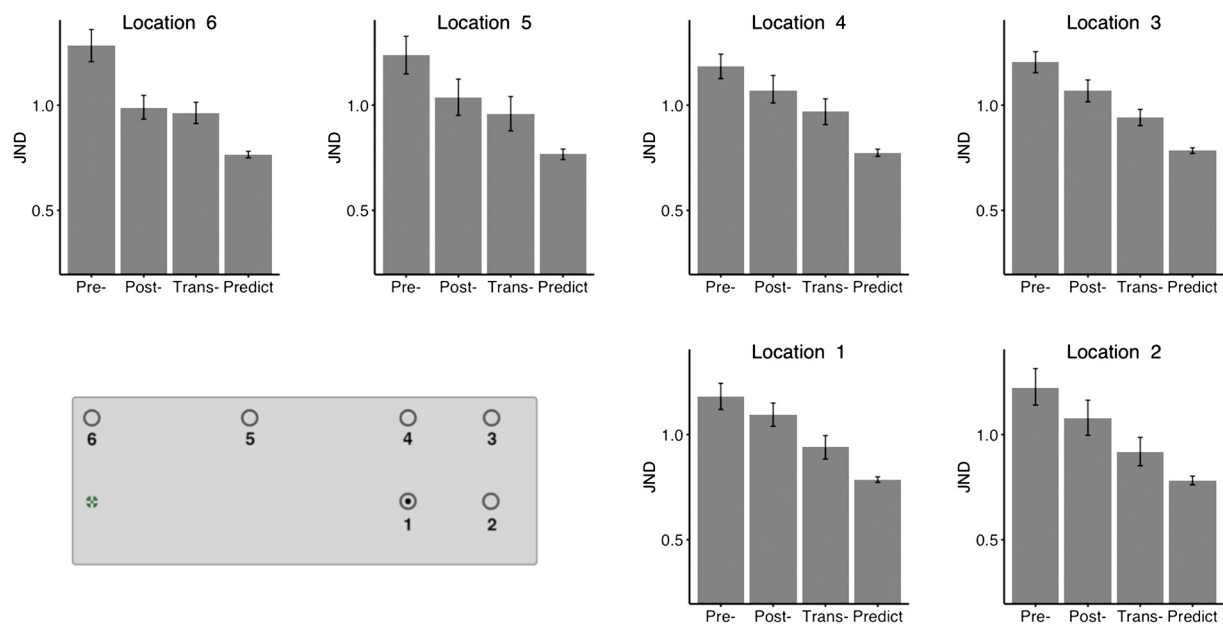 Location 6
JND
1.0
0.5
Pre- Post- Trans- Predict
Location 5
JND
1.0
0.5
Pre- Post- Trans- Predict
Location 4
JND
1.0
0.5
Pre- Post- Trans- Predict
Location 3
JND
1.0
0.5
Pre- Post- Trans- Predict
6 5 4 3
1 2
Location 1
JND
1.0
0.5
Pre- Post- Trans- Predict
Location 2
JND
1.0
0.5
Pre- Post- Trans- Predict